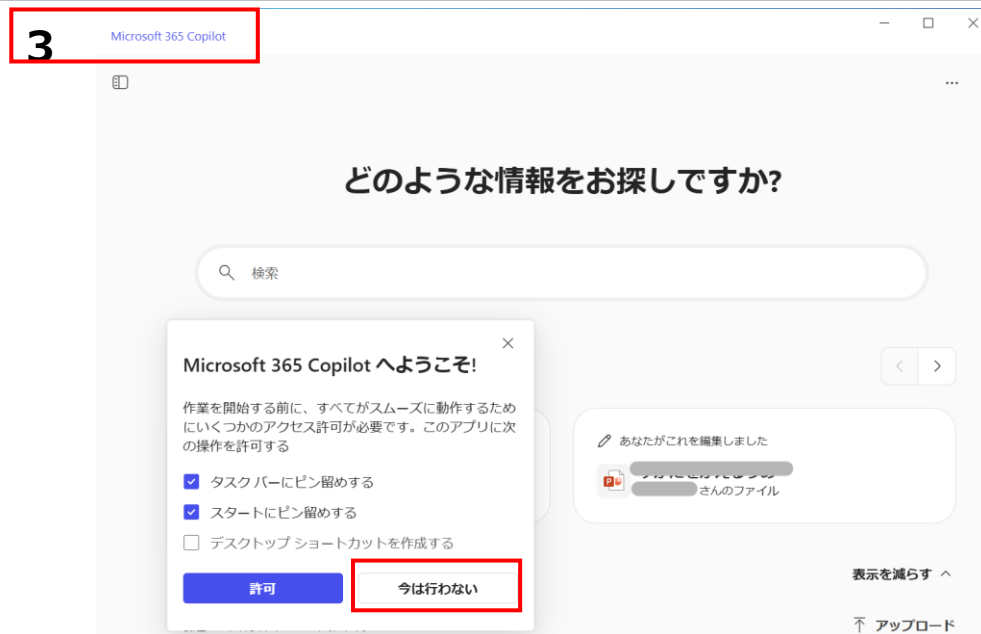 3
Microsoft 365 Copilot
どのような情報をお探しですか?
検索
Microsoft 365 Copilot へようこそ!
作業を開始する前に、すべてがスムーズに動作するため
にいくつかのアクセス許可が必要です。このアプリに次
の操作を許可する
タスク バーにピン留めする
スタートにピン留めする
デスクトップ ショートカットを作成する
許可
今は行わない
あなたがこれを編集しました
さんのファイル
表示を減らす
アップロード